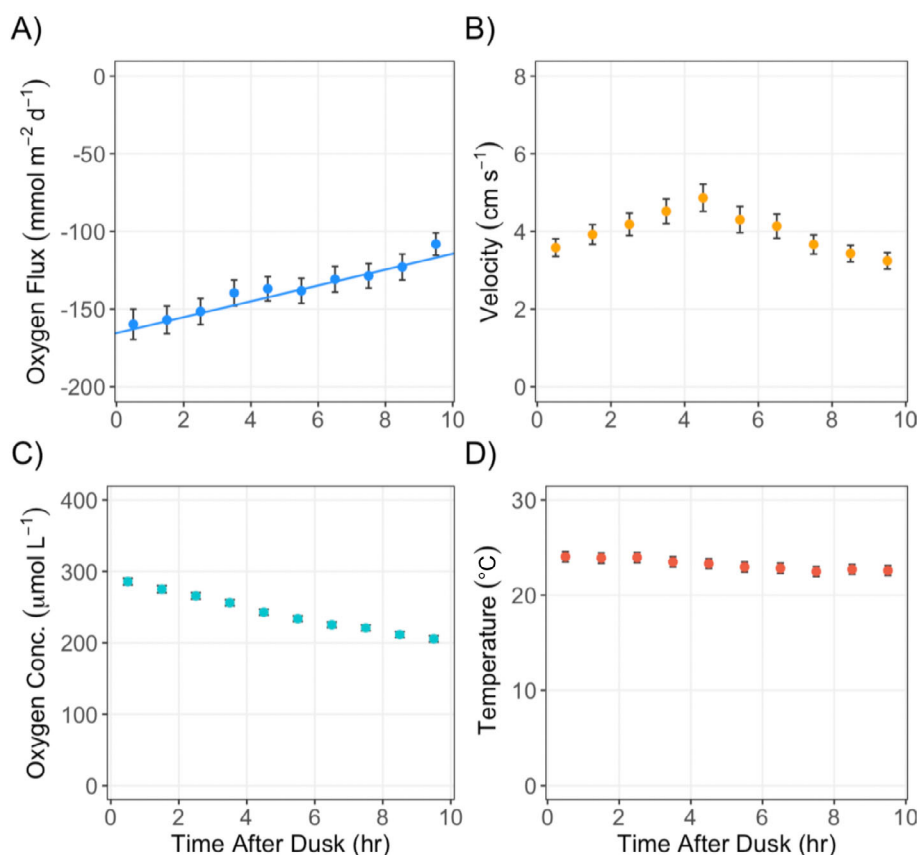 A)
B)
Oxygen Flux (mmol m⁻² d⁻¹)
0
-50
-100
-150
-200
0 2 4 6 8 10
Velocity (cm s⁻¹)
8
6
4
2
0
0 2 4 6 8 10
C)
D)
Oxygen Conc. (μmol L⁻¹)
400
300
200
100
0
0 2 4 6 8 10
Time After Dusk (hr)
Temperature (°C)
30
20
10
0
0 2 4 6 8 10
Time After Dusk (hr)